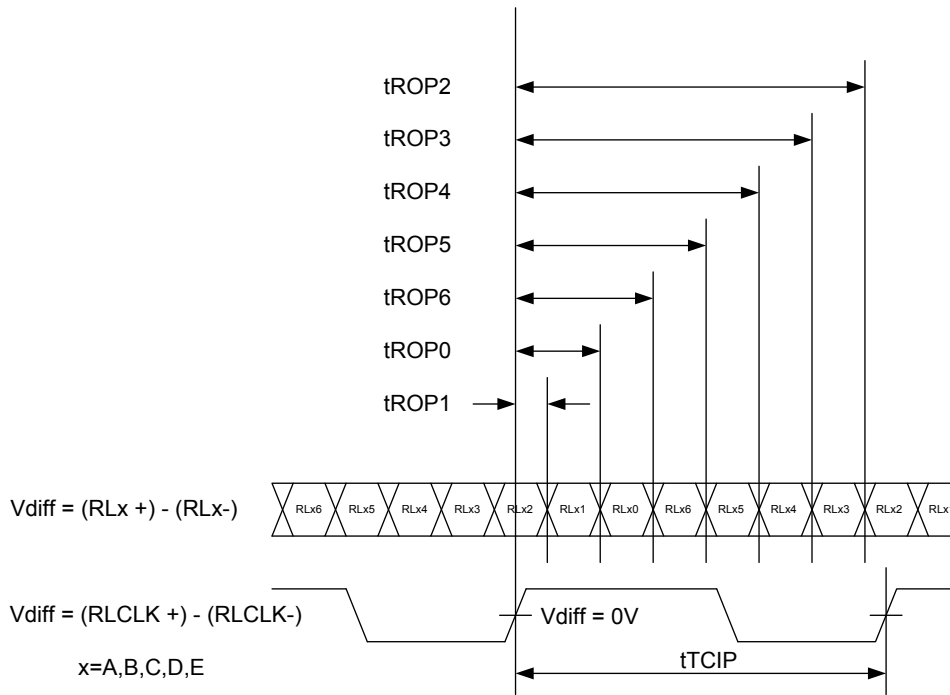 tROP2
tROP3
tROP4
tROP5
tROP6
tROP0
tROP1
Vdiff = (RLx +) - (RLx-)
RLx6 RLx5 RLx4 RLx3 RLx2 RLx1 RLx0 RLx6 RLx5 RLx4 RLx3 RLx2 RLx1
Vdiff = (RLCLK +) - (RLCLK-)
Vdiff = 0V
x=A,B,C,D,E
tTCIP